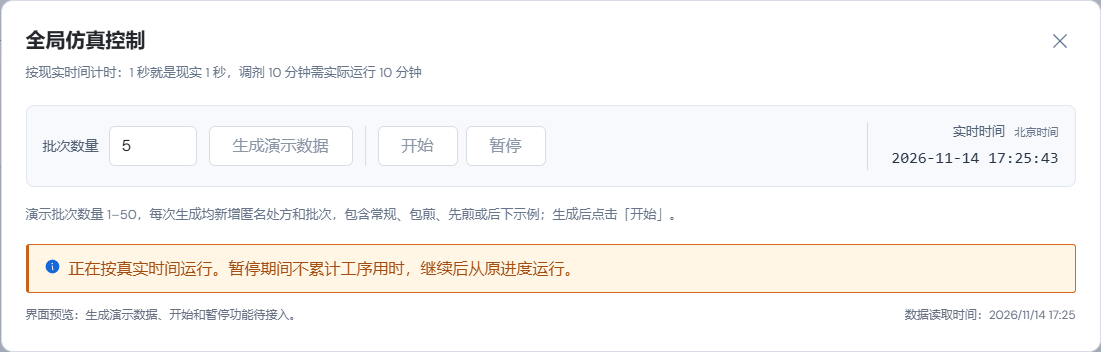 全局仿真控制
按现实时间计时：1 秒就是现实 1 秒，调剂 10 分钟需实际运行 10 分钟
批次数量 5 生成演示数据 开始 暂停 实时时间 北京时间
2026-11-14 17:25:43
演示批次数量 1–50，每次生成均新增匿名处方和批次，包含常规、包煎、先煎或后下示例；生成后点击「开始」。
正在按真实时间运行。暂停期间不累计工序用时，继续后从原进度运行。
界面预览：生成演示数据、开始和暂停功能待接入。 数据读取时间：2026/11/14 17:25